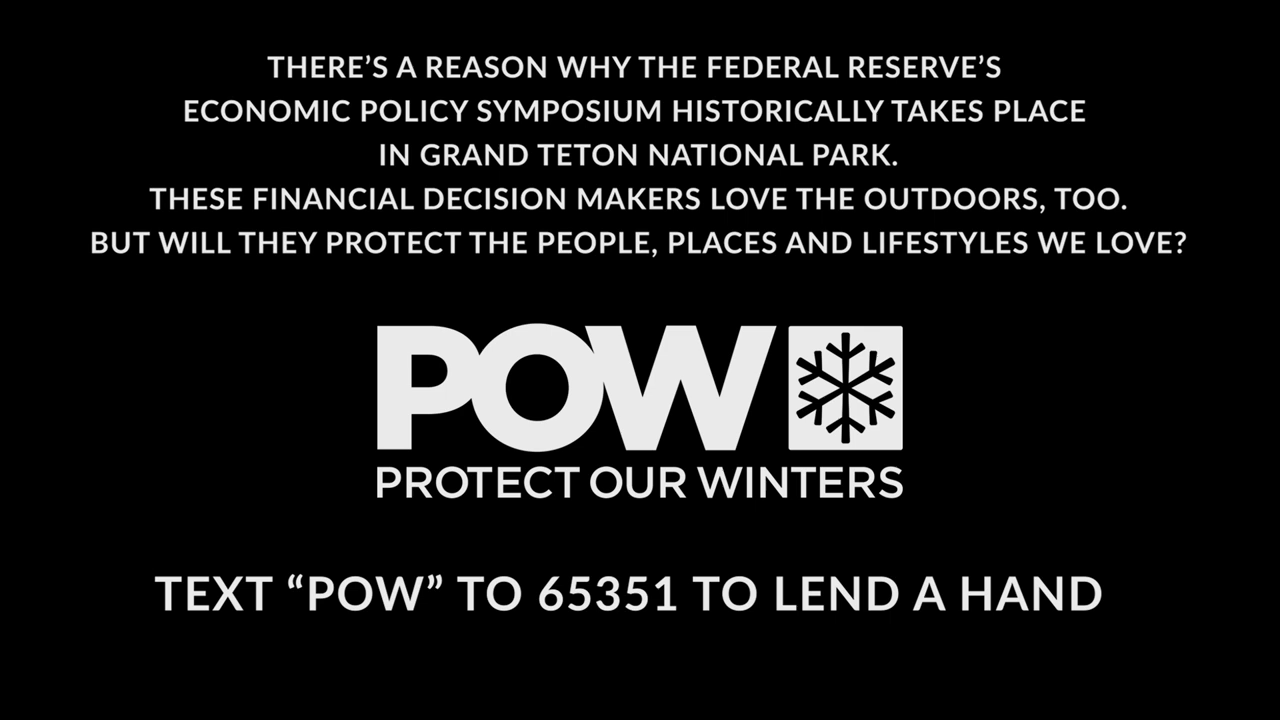 THERE’S A REASON WHY THE FEDERAL RESERVE’S
ECONOMIC POLICY SYMPOSIUM HISTORICALLY TAKES PLACE
IN GRAND TETON NATIONAL PARK.
THESE FINANCIAL DECISION MAKERS LOVE THE OUTDOORS, TOO.
BUT WILL THEY PROTECT THE PEOPLE, PLACES AND LIFESTYLES WE LOVE?
POW
PROTECT OUR WINTERS
TEXT “POW” TO 65351 TO LEND A HAND